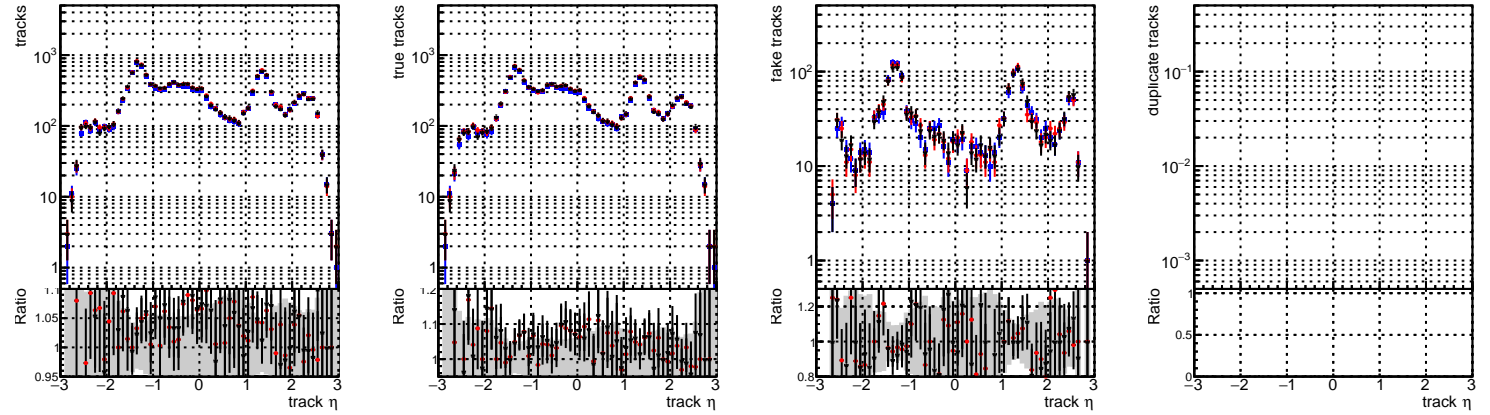 tracks
10³
10²
10
1
Ratio
1.1
1.05
1
0.95
−3 −2 −1 0 1 2 3
track η
true tracks
10³
10²
10
1
Ratio
1.2
1.1
1
−3 −2 −1 0 1 2 3
track η
fake tracks
10²
10
1
Ratio
1.2
1
0.8
−3 −2 −1 0 1 2 3
track η
duplicate tracks
10⁻¹
10⁻²
10⁻³
Ratio
1
0.5
0
−3 −2 −1 0 1 2 3
track η